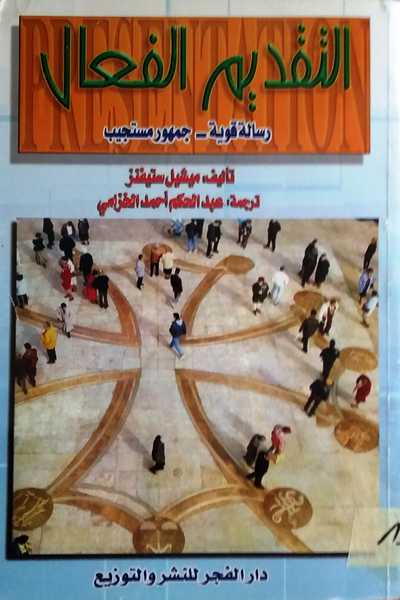 PRESENTATION
التقديم الفعال
رسالة قوية - جمهور مستجيب
تأليف: ميشيل ستيفنز
ترجمة: عبد الحكم أحمد الخزامي
دار الفجر للنشر والتوزيع